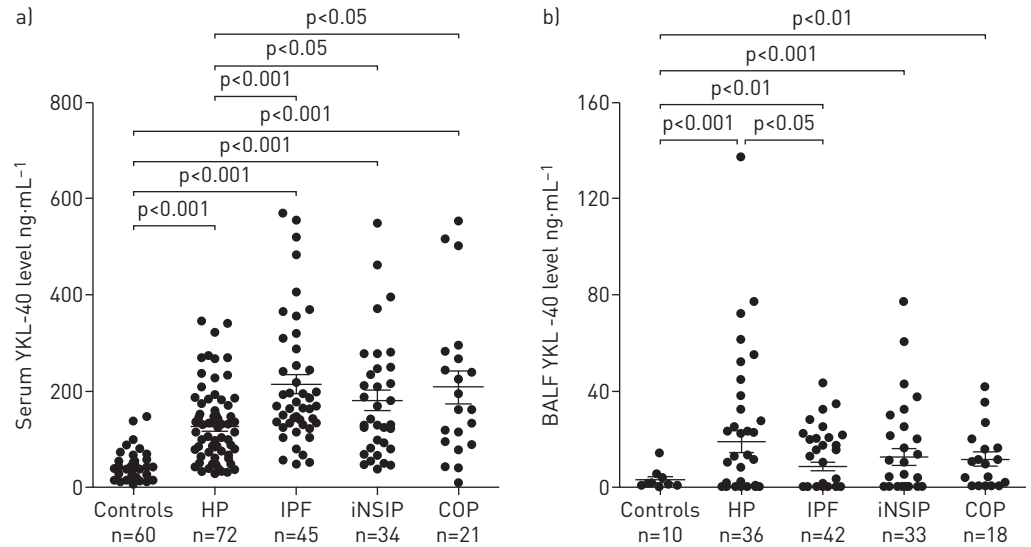 a)
p<0.05
p<0.05
p<0.001
p<0.001
p<0.001
p<0.001
p<0.001
Serum YKL-40 level ng·mL⁻¹
800
600
400
200
0
Controls HP IPF iNSIP COP
n=60 n=72 n=45 n=34 n=21
b)
p<0.01
p<0.001
p<0.01
p<0.001 p<0.05
BALF YKL -40 level ng·mL⁻¹
160
120
80
40
0
Controls HP IPF iNSIP COP
n=10 n=36 n=42 n=33 n=18